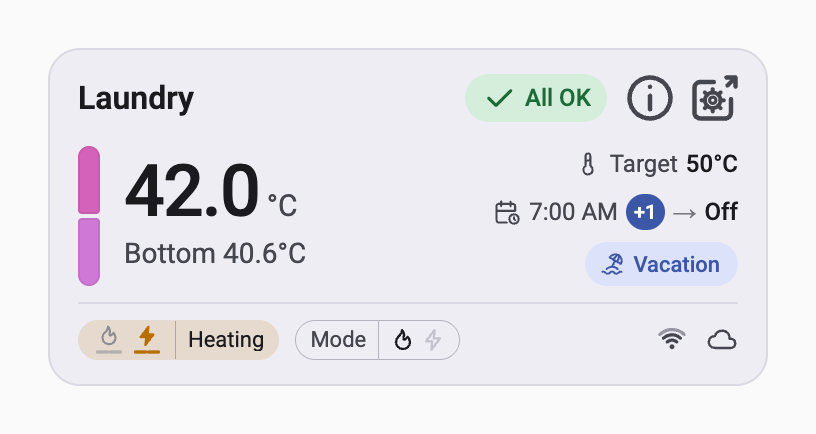 Laundry
All OK
42.0 °C
Bottom 40.6°C
Target 50°C
7:00 AM +1 → Off
Vacation
Heating
Mode